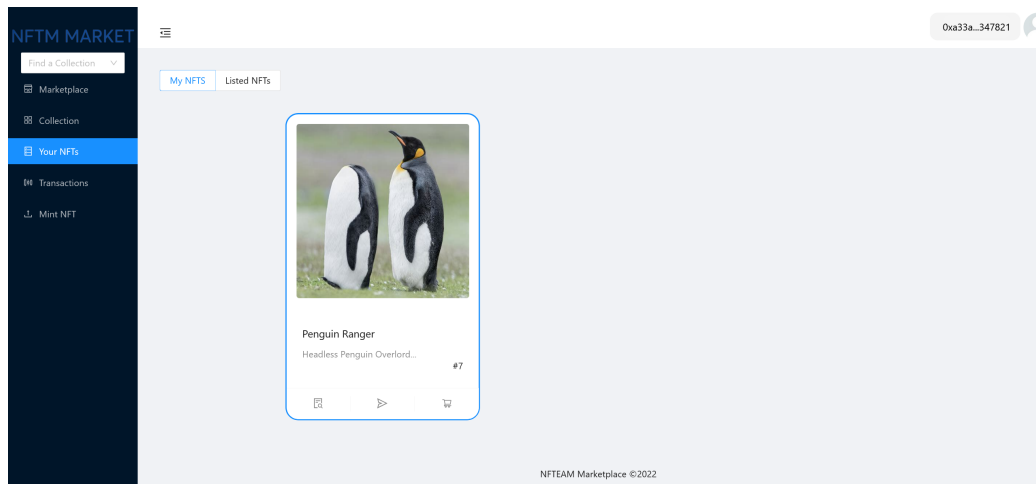 NFTM MARKET
Find a Collection
Marketplace
Collection
Your NFTs
Transactions
Mint NFT
0xa33a...347821
My NFTS
Listed NFTs
Penguin Ranger
Headless Penguin Overlord...
#7
NFTEAM Marketplace ©2022